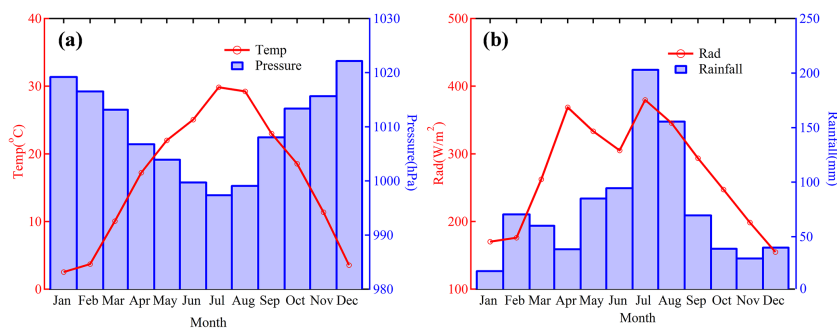 (a)
Temp
Pressure
Temp(°C)
40
30
20
10
0
1030
1020
1010
1000
990
980
Pressure(hPa)
Jan Feb Mar Apr May Jun Jul Aug Sep Oct Nov Dec
Month
(b)
Rad
Rainfall
Rad(W/m²)
500
400
300
200
100
250
200
150
100
50
0
Rainfall(mm)
Jan Feb Mar Apr May Jun Jul Aug Sep Oct Nov Dec
Month